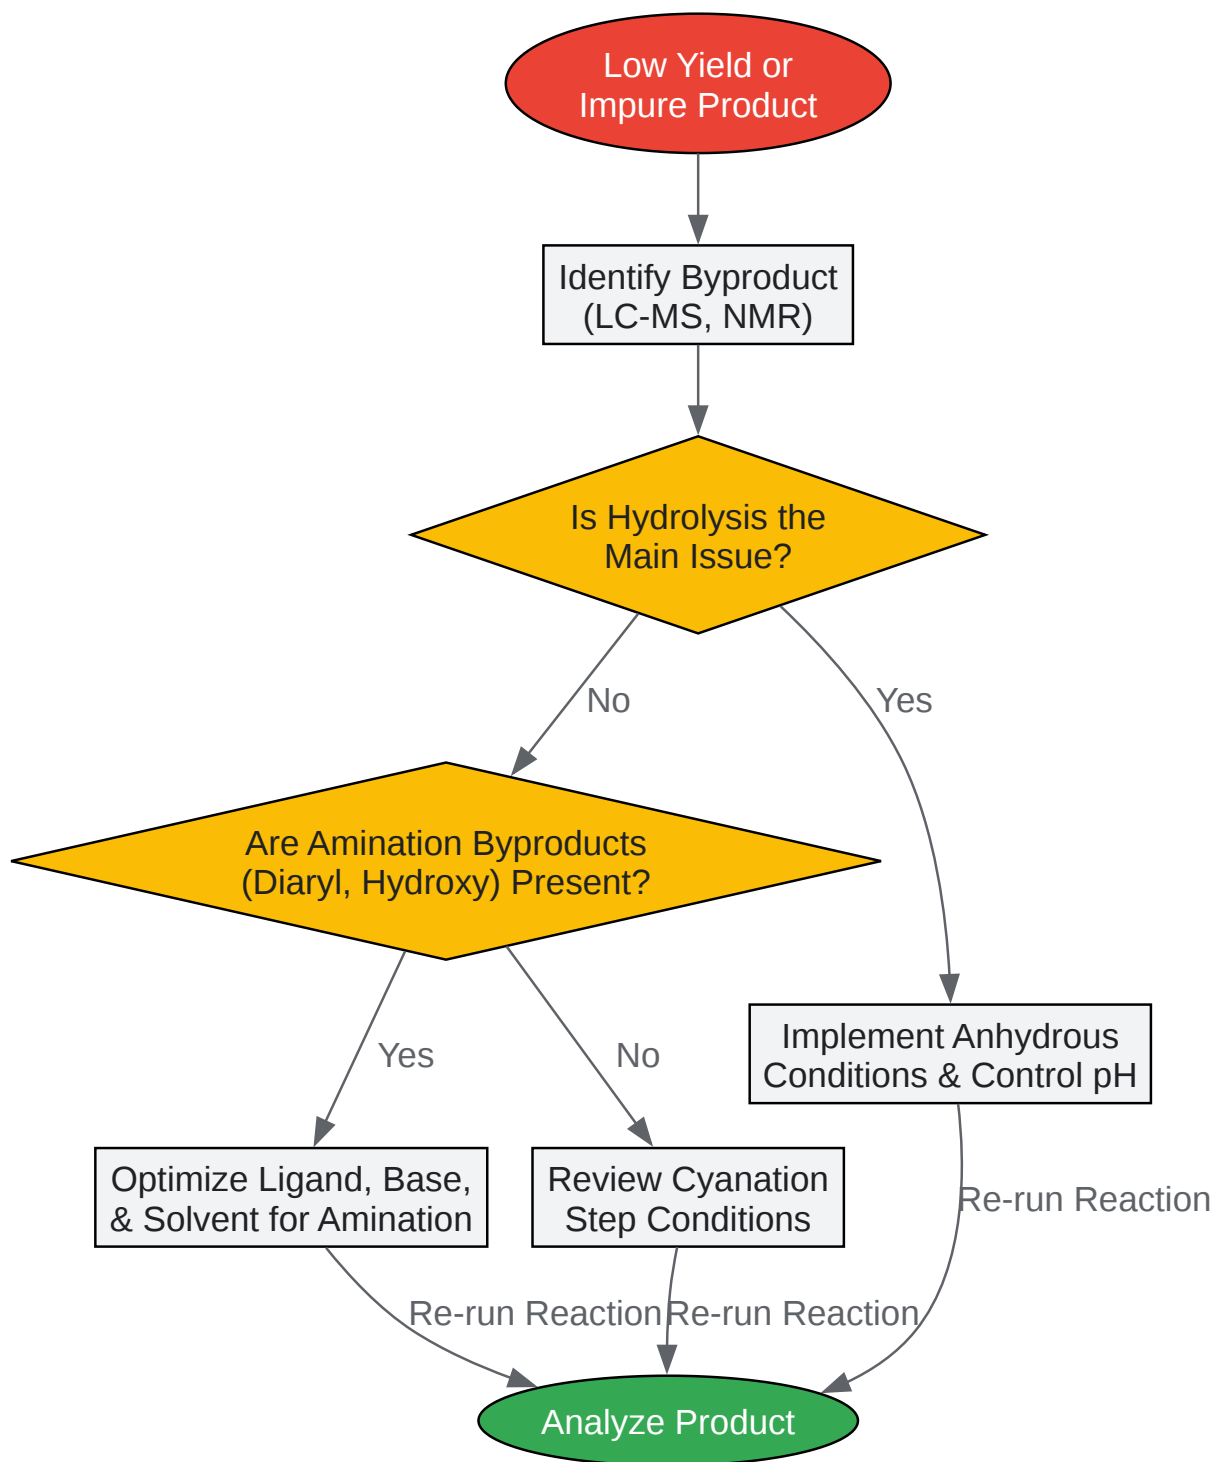 Low Yield or
Impure Product
Identify Byproduct
(LC-MS, NMR)
Is Hydrolysis the
Main Issue?
No
Yes
Are Amination Byproducts
(Diaryl, Hydroxy) Present?
Yes
No
Implement Anhydrous
Conditions & Control pH
Optimize Ligand, Base,
& Solvent for Amination
Review Cyanation
Step Conditions
Re-run Reaction
Re-run Reaction
Re-run Reaction
Analyze Product